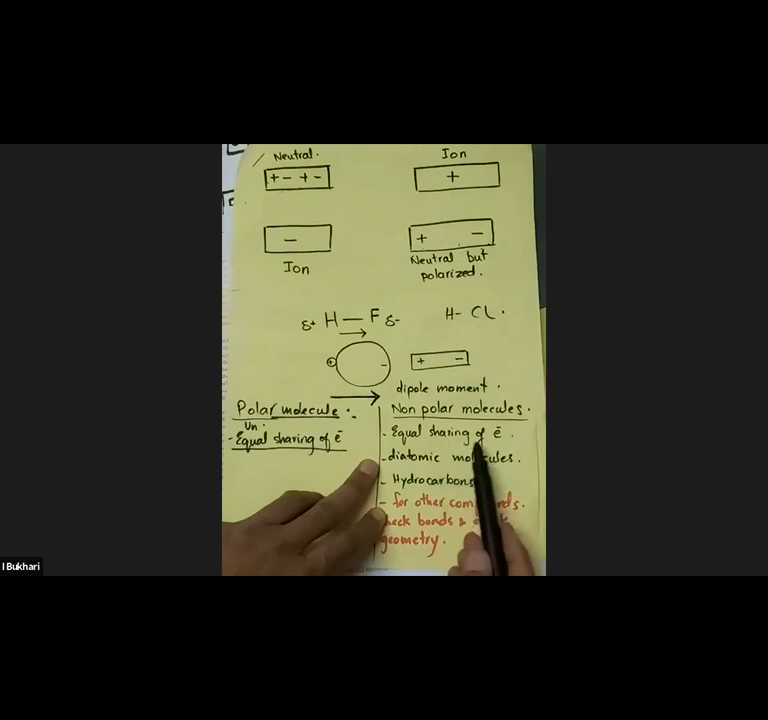 Neutral.
Ion
+ - + -
+
-
+ -
Ion
Neutral but
polarized.
δ+ H — F δ-
H- Cl.
+ -
+ -
dipole moment.
Polar molecule.
Non polar molecules.
Un
- Equal sharing of ē
- Equal sharing of ē.
- diatomic molecules.
- Hydrocarbons
- for other compounds.
check bonds &
geometry.
I Bukhari